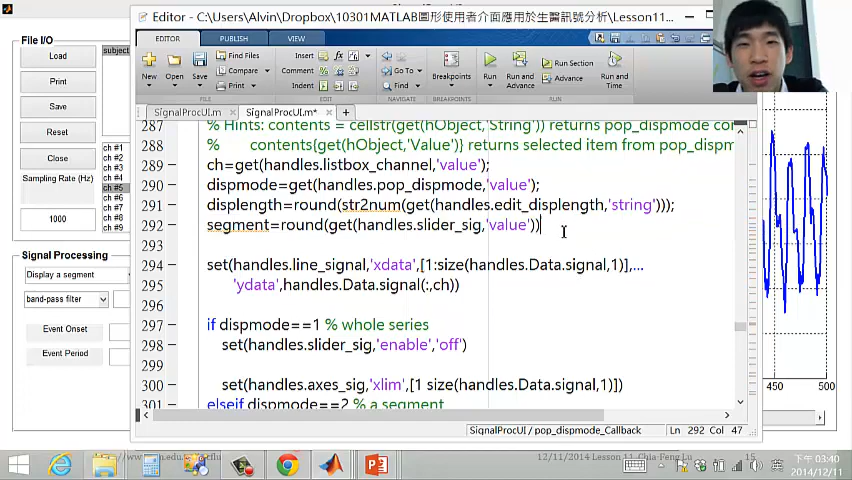 Editor - C:\Users\Alvin\Dropbox\10301MATLAB圖形使用者介面應用於生醫訊號分析\Lesson11...
EDITOR PUBLISH VIEW
New Open Save
Find Files
Compare
Print
Insert
Comment
Indent
Go To
Find
Breakpoints
Run
Run and Advance
Run Section
Advance
Run and Time
FILE EDIT NAVIGATE BREAKPOINTS RUN
SignalProcUI.m SignalProcUI.m*
File I/O
Load
Print
Save
Reset
Close
Sampling Rate (Hz)
1000
subject
ch #1
ch #2
ch #3
ch #4
ch #5
ch #6
ch #7
ch #8
ch #9
Signal Processing
Display a segment
band-pass filter
Event Onset
Event Period
287 % Hints: contents = cellstr(get(hObject,'String')) returns pop_dispmode con
288 % contents{get(hObject,'Value')} returns selected item from pop_dispm
289 ch=get(handles.listbox_channel,'value');
290 dispmode=get(handles.pop_dispmode,'value');
291 displength=round(str2num(get(handles.edit_displength,'string')));
292 segment=round(get(handles.slider_sig,'value'))
293
294 set(handles.line_signal,'xdata',[1:size(handles.Data.signal,1)],...
295 'ydata',handles.Data.signal(:,ch))
296
297 if dispmode==1 % whole series
298 set(handles.slider_sig,'enable','off')
299
300 set(handles.axes_sig,'xlim',[1 size(handles.Data.signal,1)])
301 elseif dispmode==2 % a segment
SignalProcUI / pop_dispmode_Callback
Ln 292 Col 47
450 500
12/11/2014 Lesson 11, Chia-Feng Lu
15
下午 03:40
2014/12/11